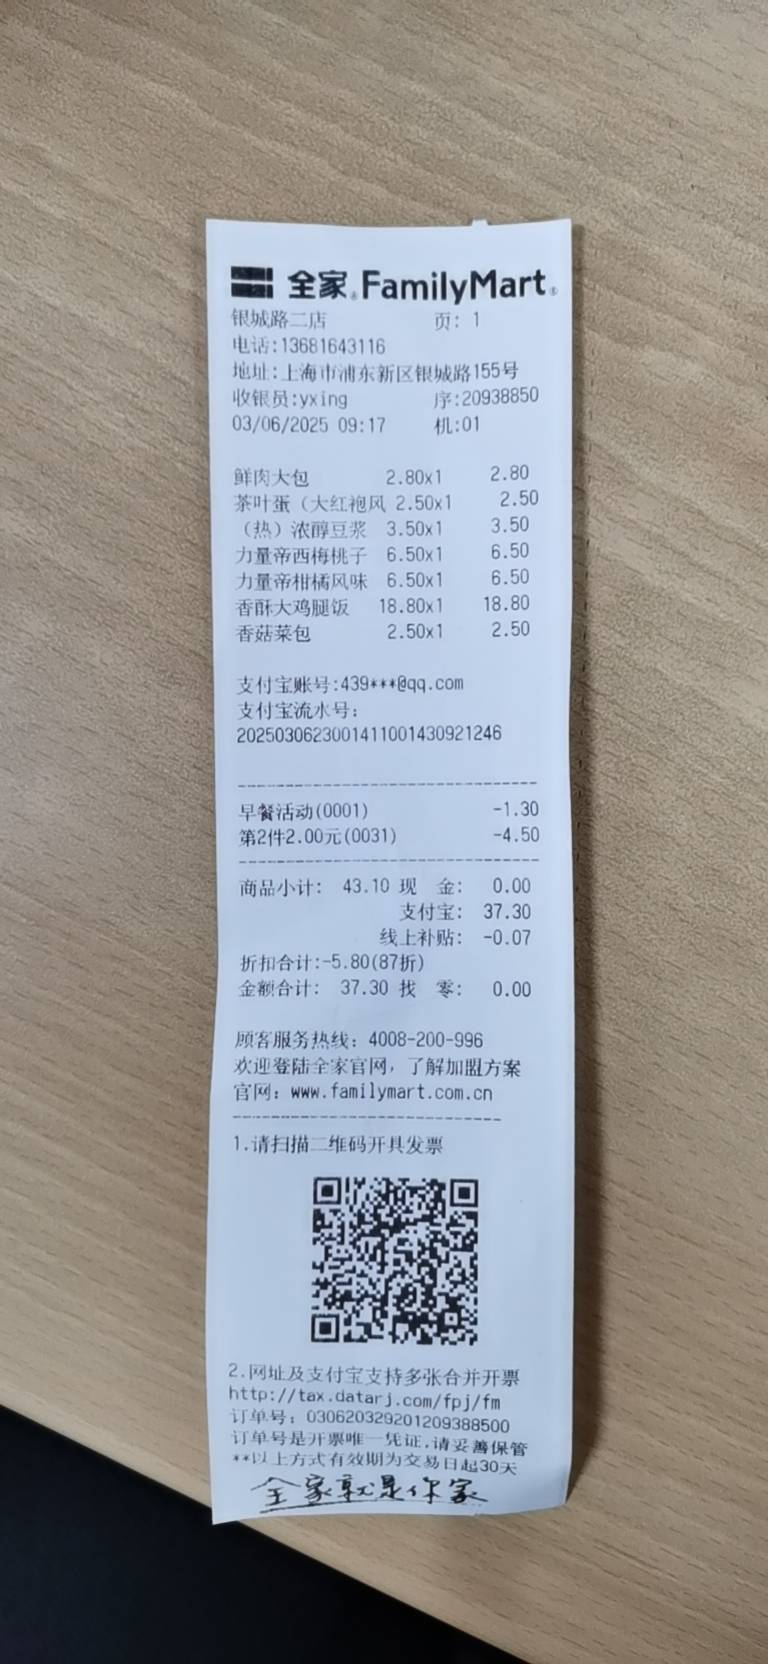 全家 FamilyMart
银城路二店 页: 1
电话:13681643116
地址:上海市浦东新区银城路155号
收银员:yxing 序:20938850
03/06/2025 09:17 机:01
鲜肉大包 2.80x1 2.80
茶叶蛋（大红袍风 2.50x1 2.50
（热）浓醇豆浆 3.50x1 3.50
力量帝西梅桃子 6.50x1 6.50
力量帝柑橘风味 6.50x1 6.50
香酥大鸡腿饭 18.80x1 18.80
香菇菜包 2.50x1 2.50
支付宝账号:439***@qq.com
支付宝流水号:
2025030623001411001430921246
早餐活动(0001) -1.30
第2件2.00元(0031) -4.50
商品小计: 43.10 现 金: 0.00
支付宝: 37.30
线上补贴: -0.07
折扣合计:-5.80(87折)
金额合计: 37.30 找 零: 0.00
顾客服务热线: 4008-200-996
欢迎登陆全家官网，了解加盟方案
官网: www.familymart.com.cn
1.请扫描二维码开具发票
2.网址及支付宝支持多张合并开票
http://tax.datarj.com/fpj/fm
订单号: 030620329201209388500
订单号是开票唯一凭证,请妥善保管
**以上方式有效期为交易日起30天
全家就是你家